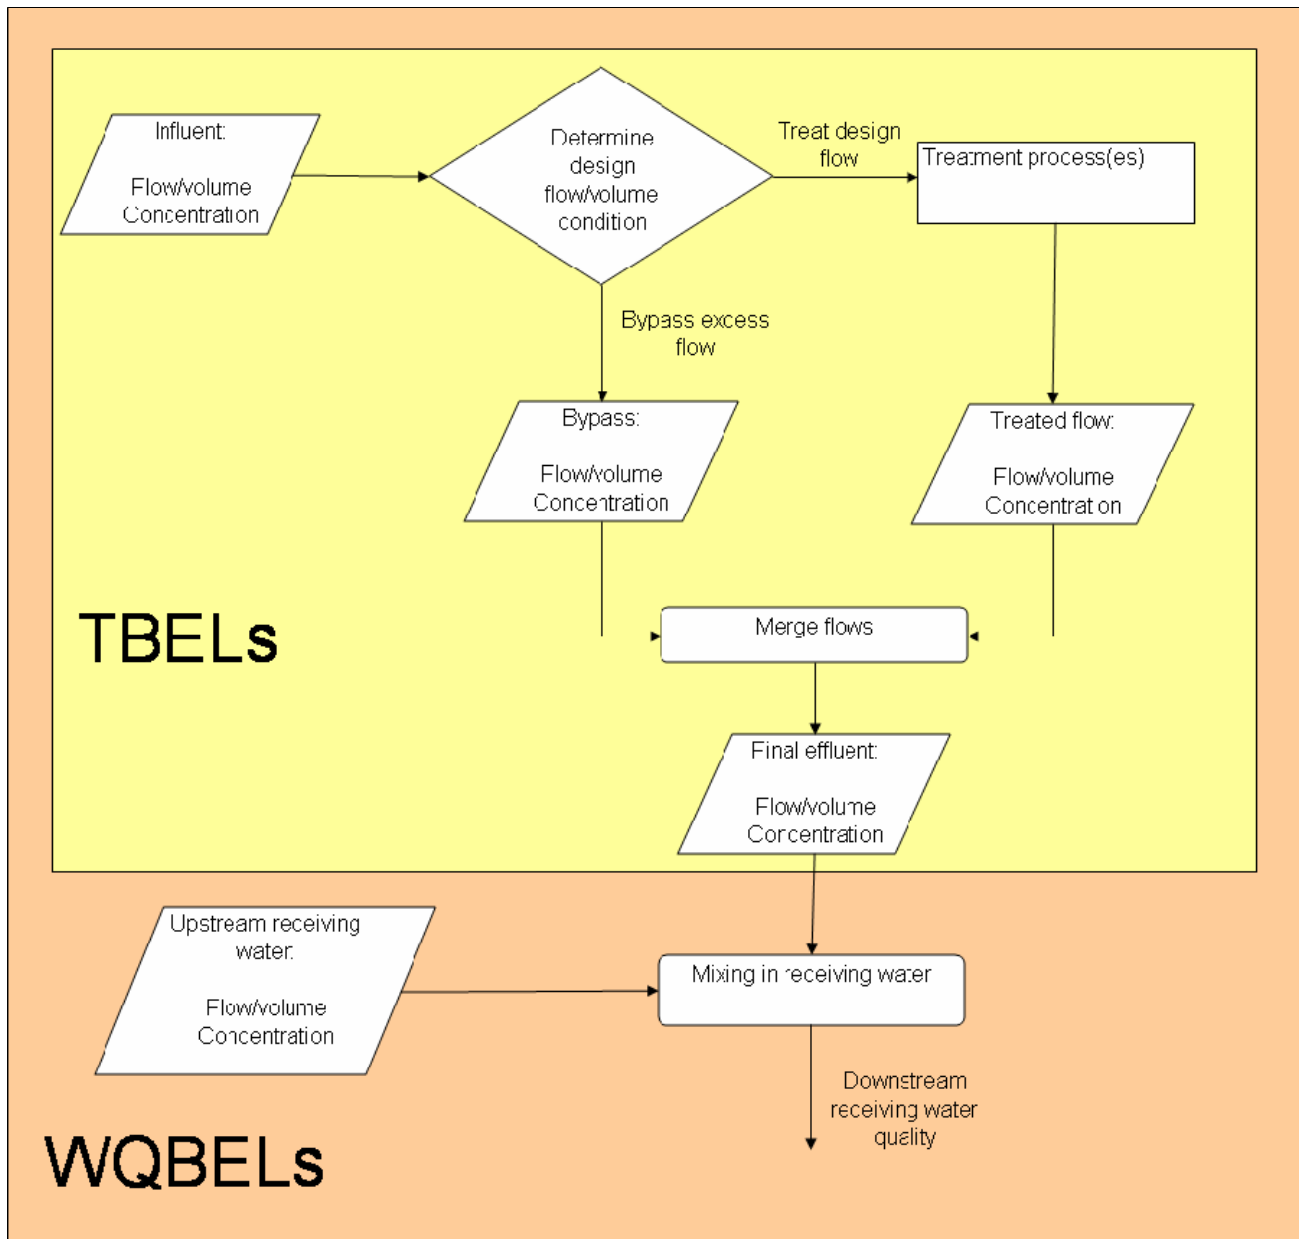 Influent:
Flow/volume
Concentration
Determine
design
flow/volume
condition
Treat design
flow
Treatment process(es)
Bypass excess
flow
Bypass:
Flow/volume
Concentration
Treated flow:
Flow/volume
Concentration
TBELs
Merge flows
Final effluent:
Flow/volume
Concentration
Upstream receiving
water:
Flow/volume
Concentration
Mixing in receiving water
Downstream
receiving water
quality
WQBELs